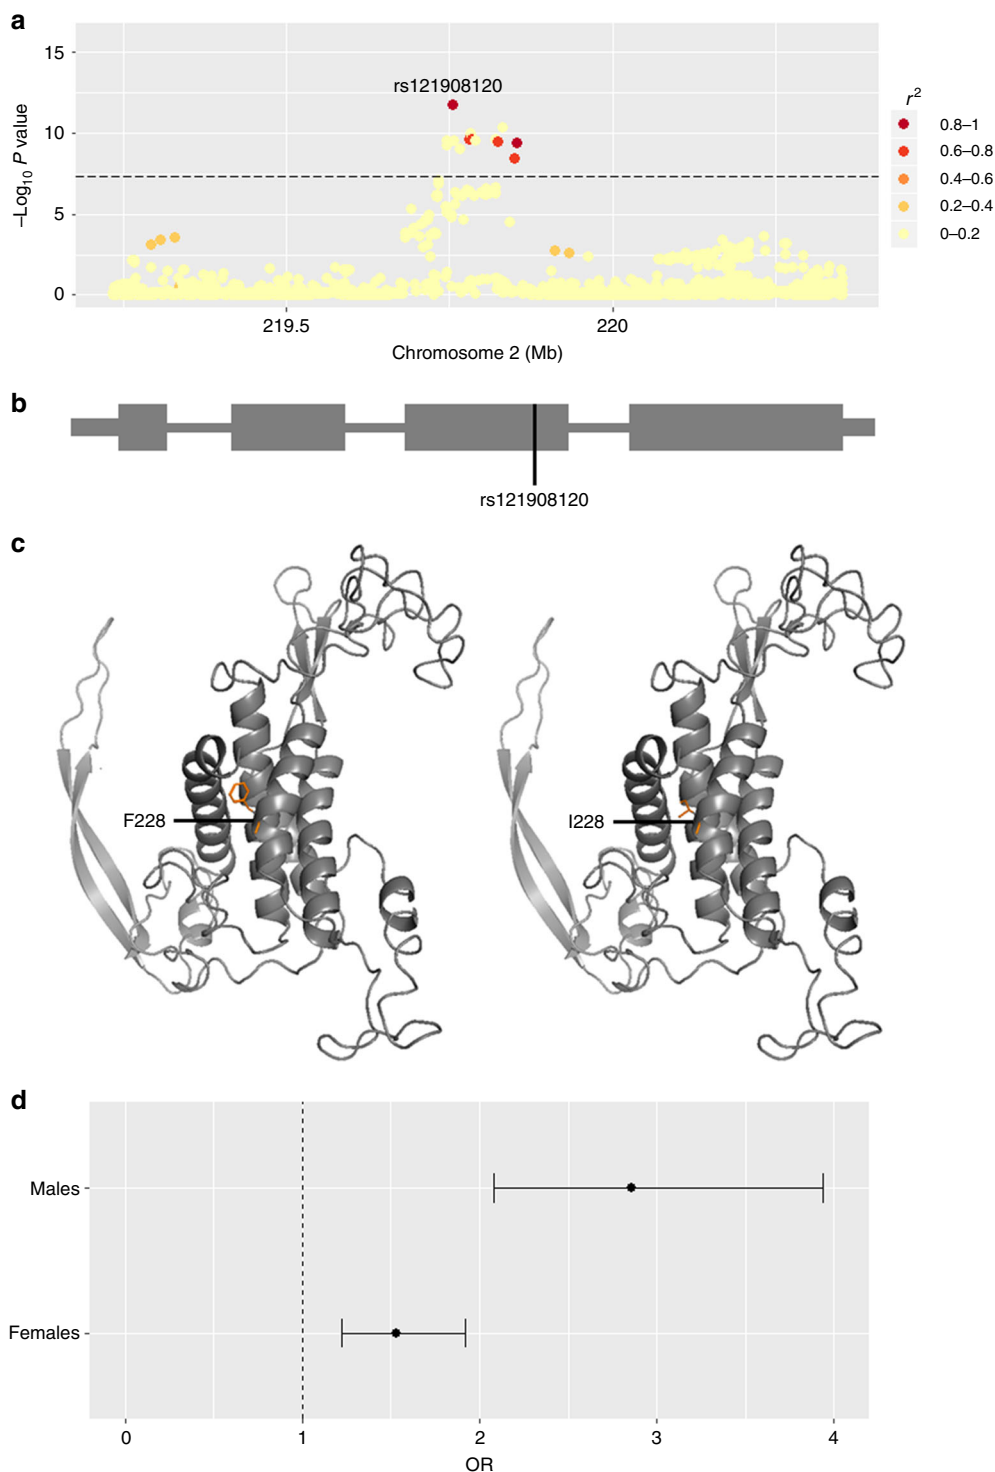 a
15
10
5
0
−Log10 P value
rs121908120
219.5
220
Chromosome 2 (Mb)
r²
0.8–1
0.6–0.8
0.4–0.6
0.2–0.4
0–0.2
b
rs121908120
c
F228
I228
d
Males
Females
0
1
2
3
4
OR